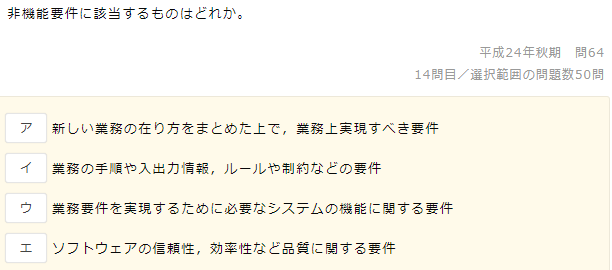 非機能要件に該当するものはどれか。
平成24年秋期　問64
14問目／選択範囲の問題数50問
ア 新しい業務の在り方をまとめた上で，業務上実現すべき要件
イ 業務の手順や入出力情報，ルールや制約などの要件
ウ 業務要件を実現するために必要なシステムの機能に関する要件
エ ソフトウェアの信頼性，効率性など品質に関する要件